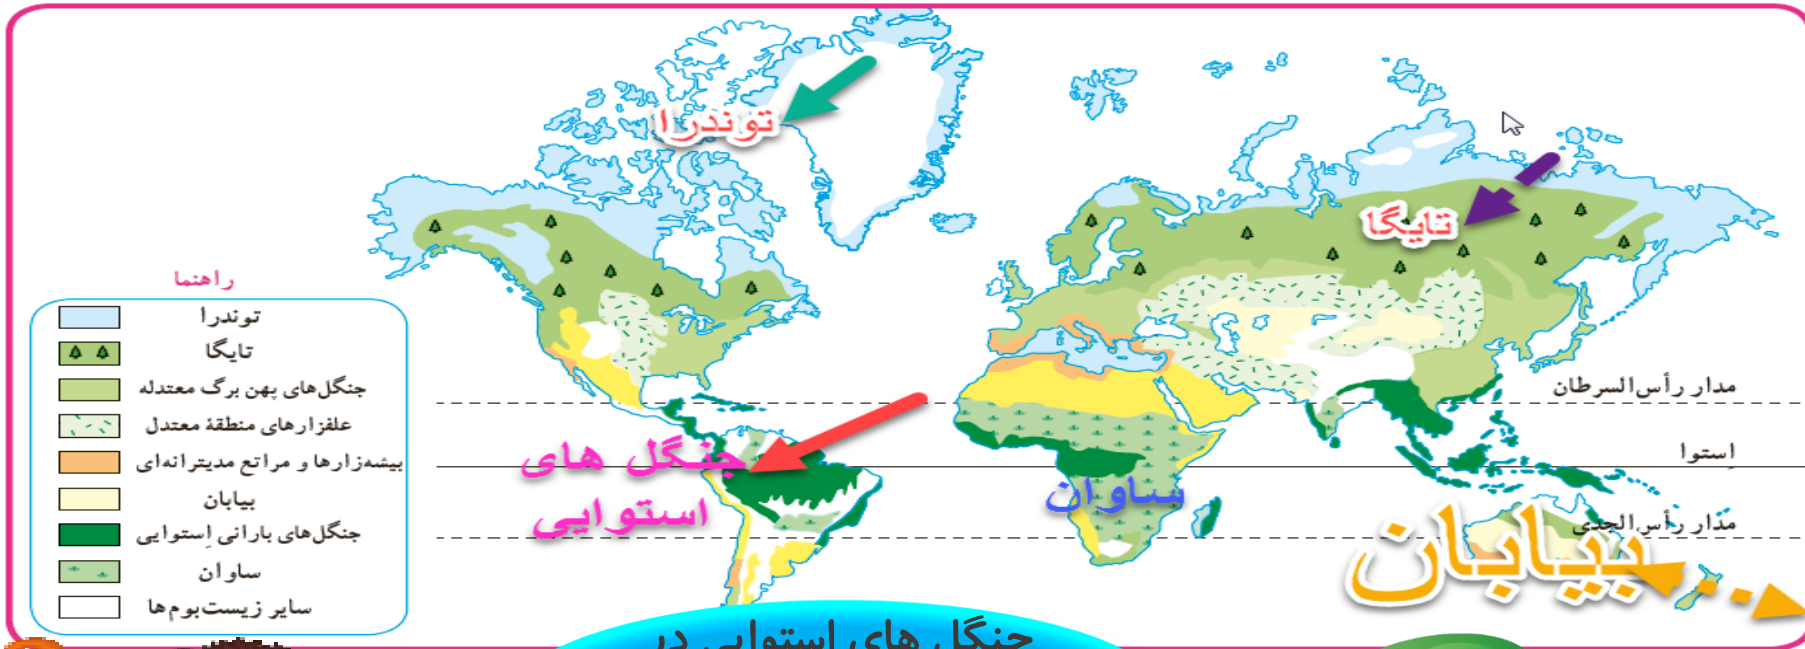 توندرا
تایگا
راهنما
توندرا
تایگا
جنگل‌های پهن برگ معتدله
علفزارهای منطقهٔ معتدل
بیشه‌زارها و مراتع مدیترانه‌ای
بیابان
جنگل‌های بارانی اِستوایی
ساوان
سایر زیست‌بوم‌ها
مدار رأس‌السرطان
اِستوا
مدار رأس‌الجدی
جنگل های
استوایی
ساوان
بیابان
جنگل های استوایی در